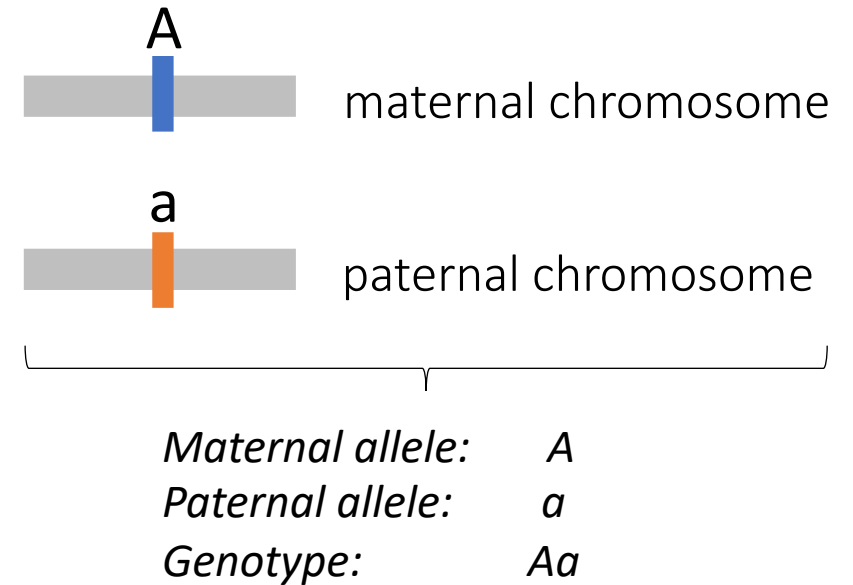 A
maternal chromosome
a
paternal chromosome
Maternal allele: A
Paternal allele: a
Genotype: Aa